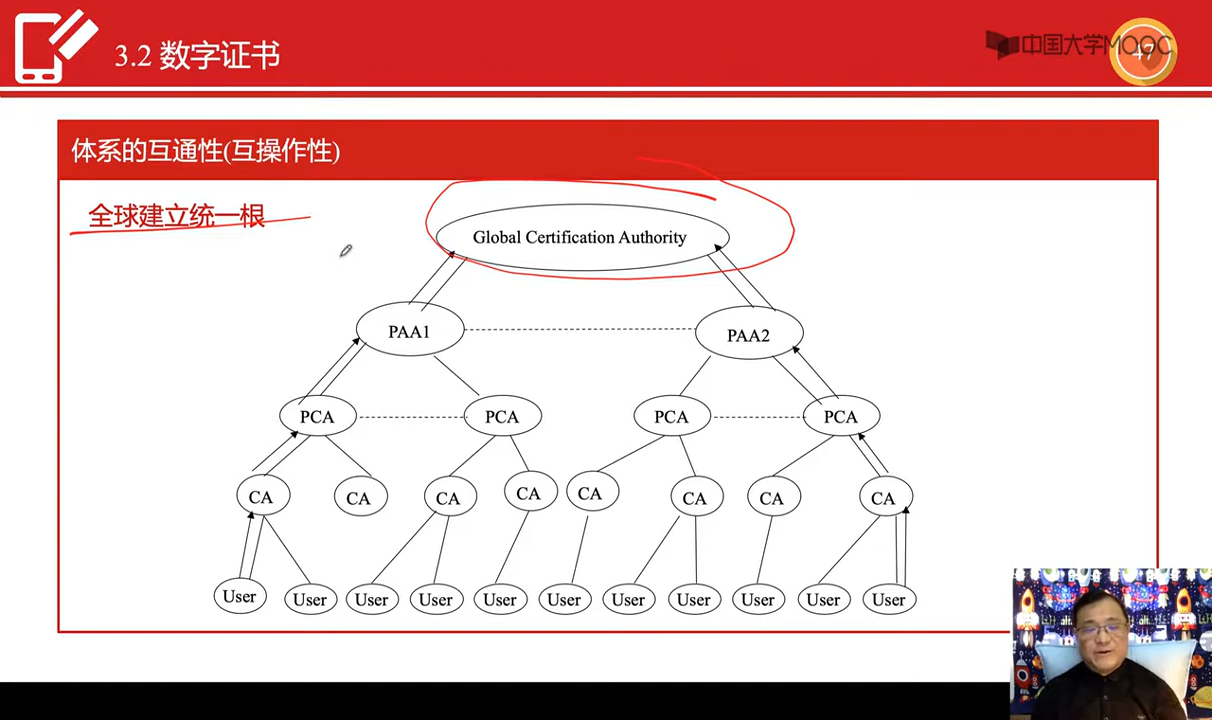 3.2 数字证书
中国大学MOOC
47
体系的互通性(互操作性)
全球建立统一根
Global Certification Authority
PAA1
PAA2
PCA
PCA
PCA
PCA
CA
CA
CA
CA
CA
CA
CA
CA
User
User
User
User
User
User
User
User
User
User
User